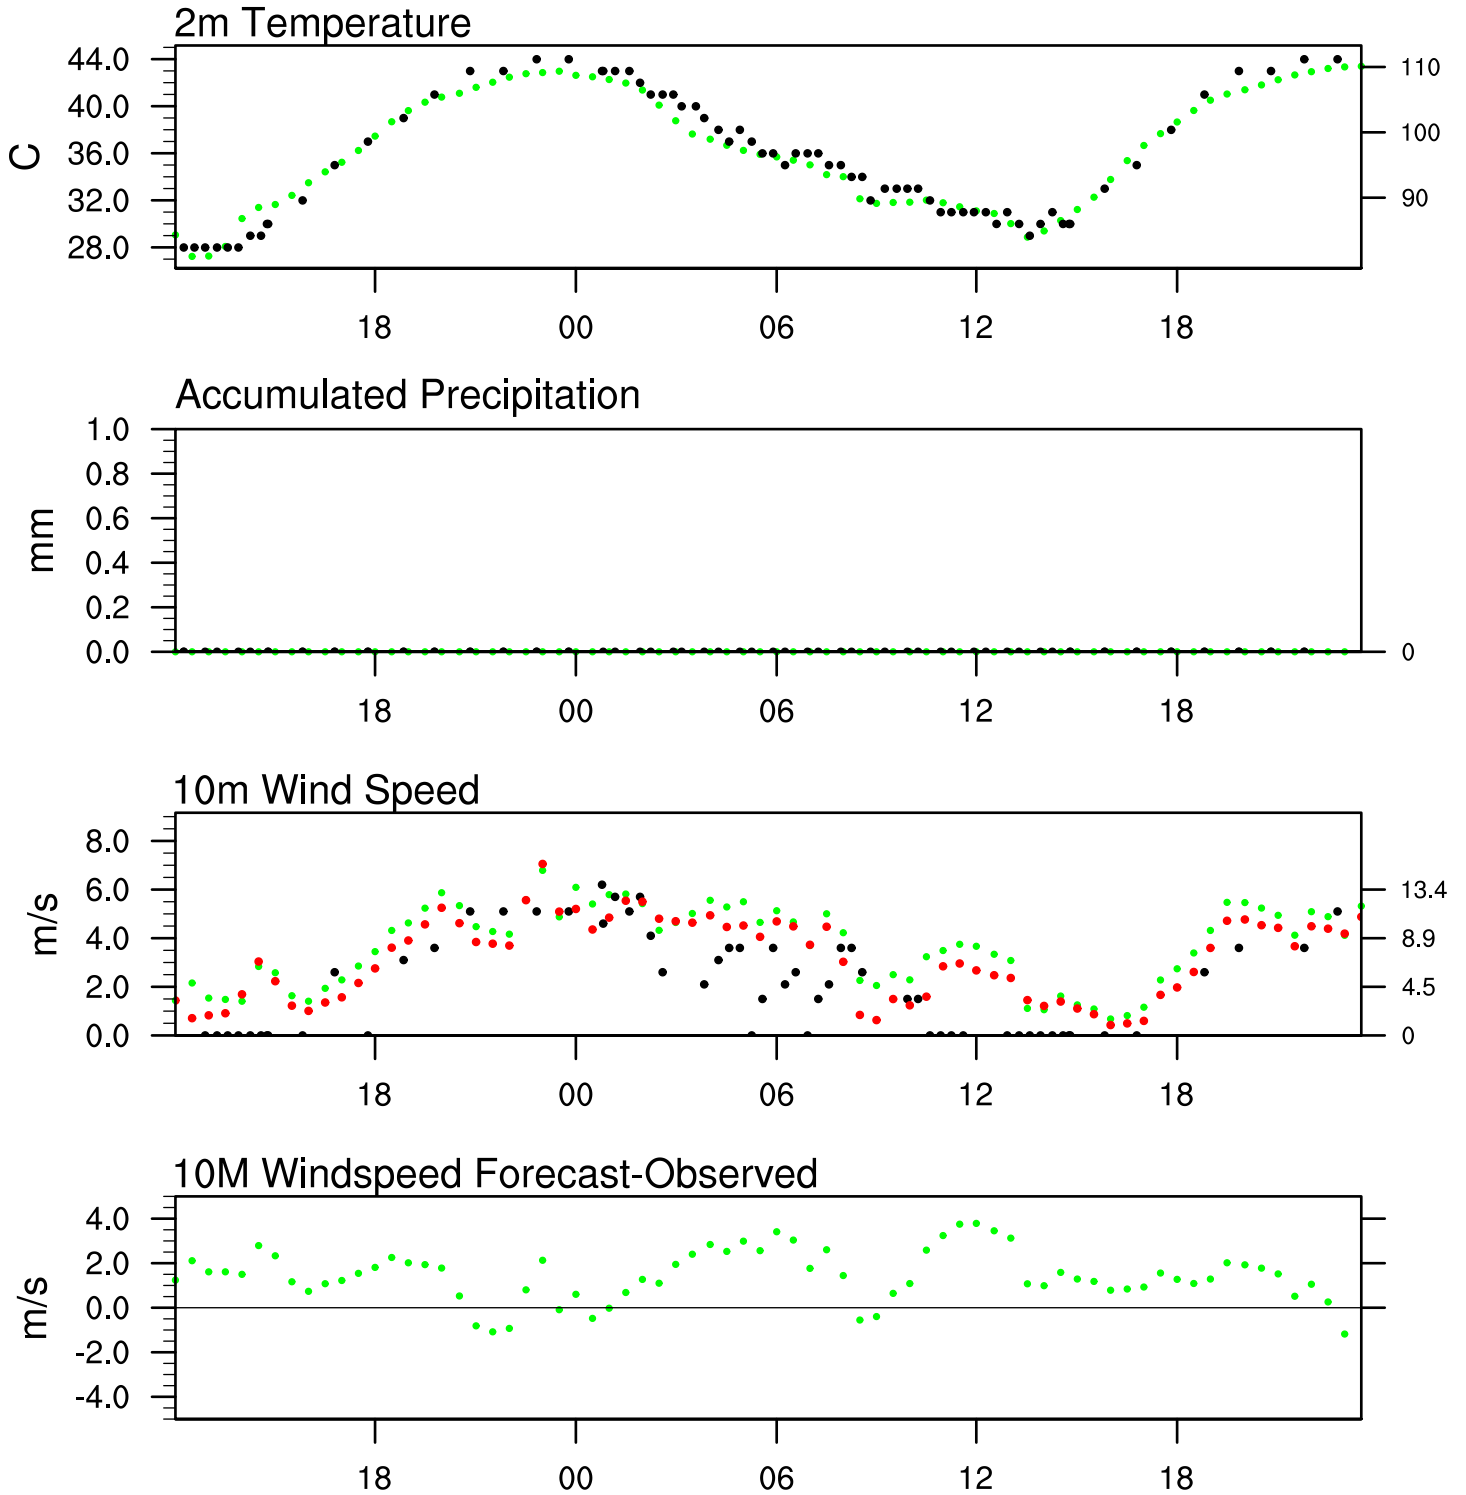 2m Temperature
44.0
40.0
36.0
32.0
28.0
C
110
100
90
18 00 06 12 18
Accumulated Precipitation
1.0
0.8
0.6
0.4
0.2
0.0
mm
0
18 00 06 12 18
10m Wind Speed
8.0
6.0
4.0
2.0
0.0
m/s
13.4
8.9
4.5
0
18 00 06 12 18
10M Windspeed Forecast-Observed
4.0
2.0
0.0
-2.0
-4.0
m/s
18 00 06 12 18